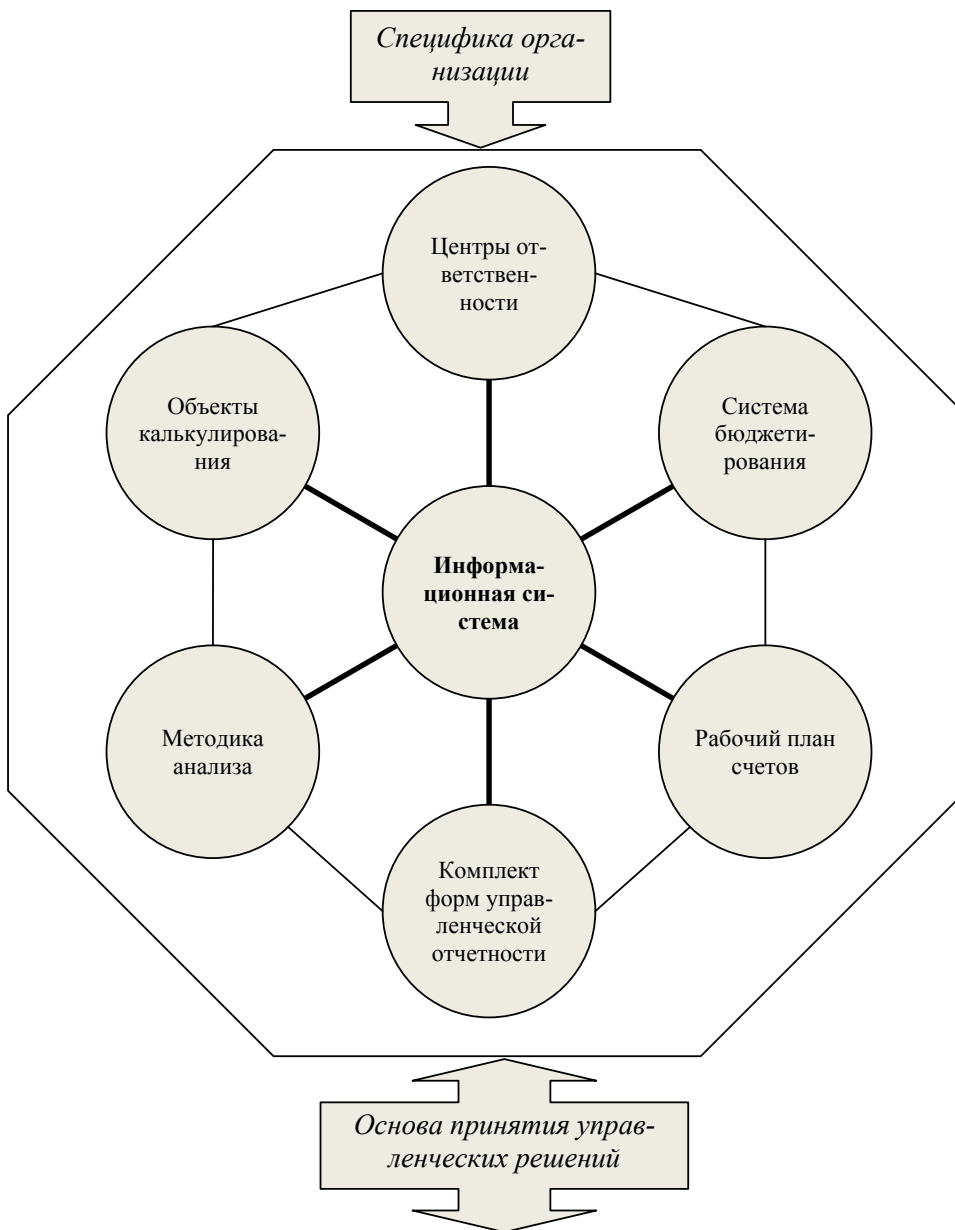 Специфика орга-
низации
Центры от-
ветствен-
ности
Объекты
калькулирова-
ния
Система
бюджети-
рования
Информа-
ционная си-
стема
Методика
анализа
Рабочий план
счетов
Комплект
форм управ-
ленческой
отчетности
Основа принятия управ-
ленческих решений